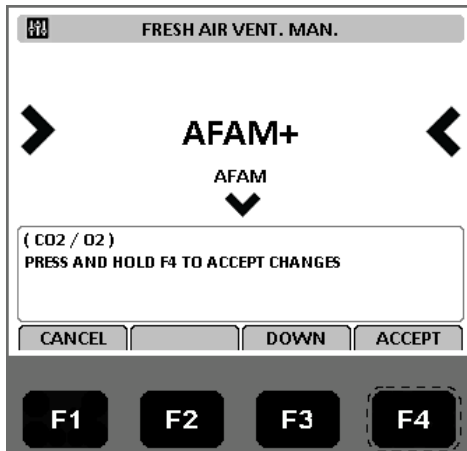 FRESH AIR VENT. MAN.
AFAM+
AFAM
( CO2 / O2 )
PRESS AND HOLD F4 TO ACCEPT CHANGES
CANCEL DOWN ACCEPT
F1 F2 F3 F4